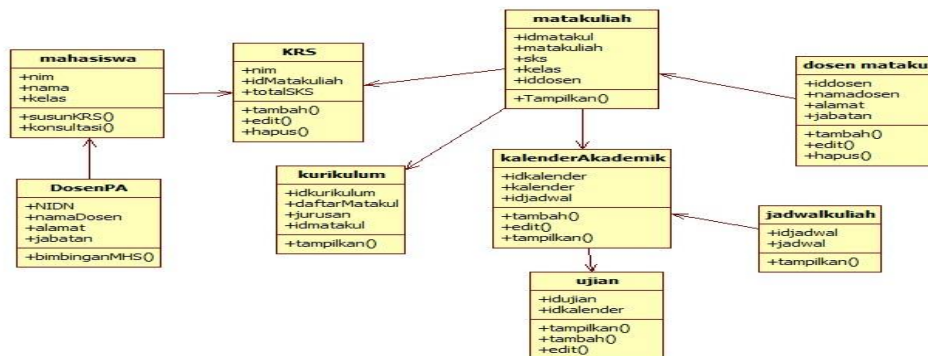 mahasiswa
+nim
+nama
+kelas
+susunKRS()
+konsultasi()
DosenPA
+NIDN
+namaDosen
+alamat
+jabatan
+bimbinganMHS()
KRS
+nim
+idMatakuliah
+totalSKS
+tambah()
+edit()
+hapus()
kurikulum
+idkurikulum
+daftarMatakul
+jurusan
+idmatakul
+tampilkan()
matakuliah
+idmatakul
+matakuliah
+sks
+kelas
+iddosen
+Tampilkan()
kalenderAkademik
+idkalender
+kalender
+idjadwal
+tambah()
+edit()
+tampilkan()
ujian
+idujian
+idkalender
+tampilkan()
+tambah()
+edit()
dosen mataku
+iddosen
+namadosen
+alamat
+jabatan
+tambah()
+edit()
+hapus()
jadwalkuliah
+idjadwal
+jadwal
+tampilkan()